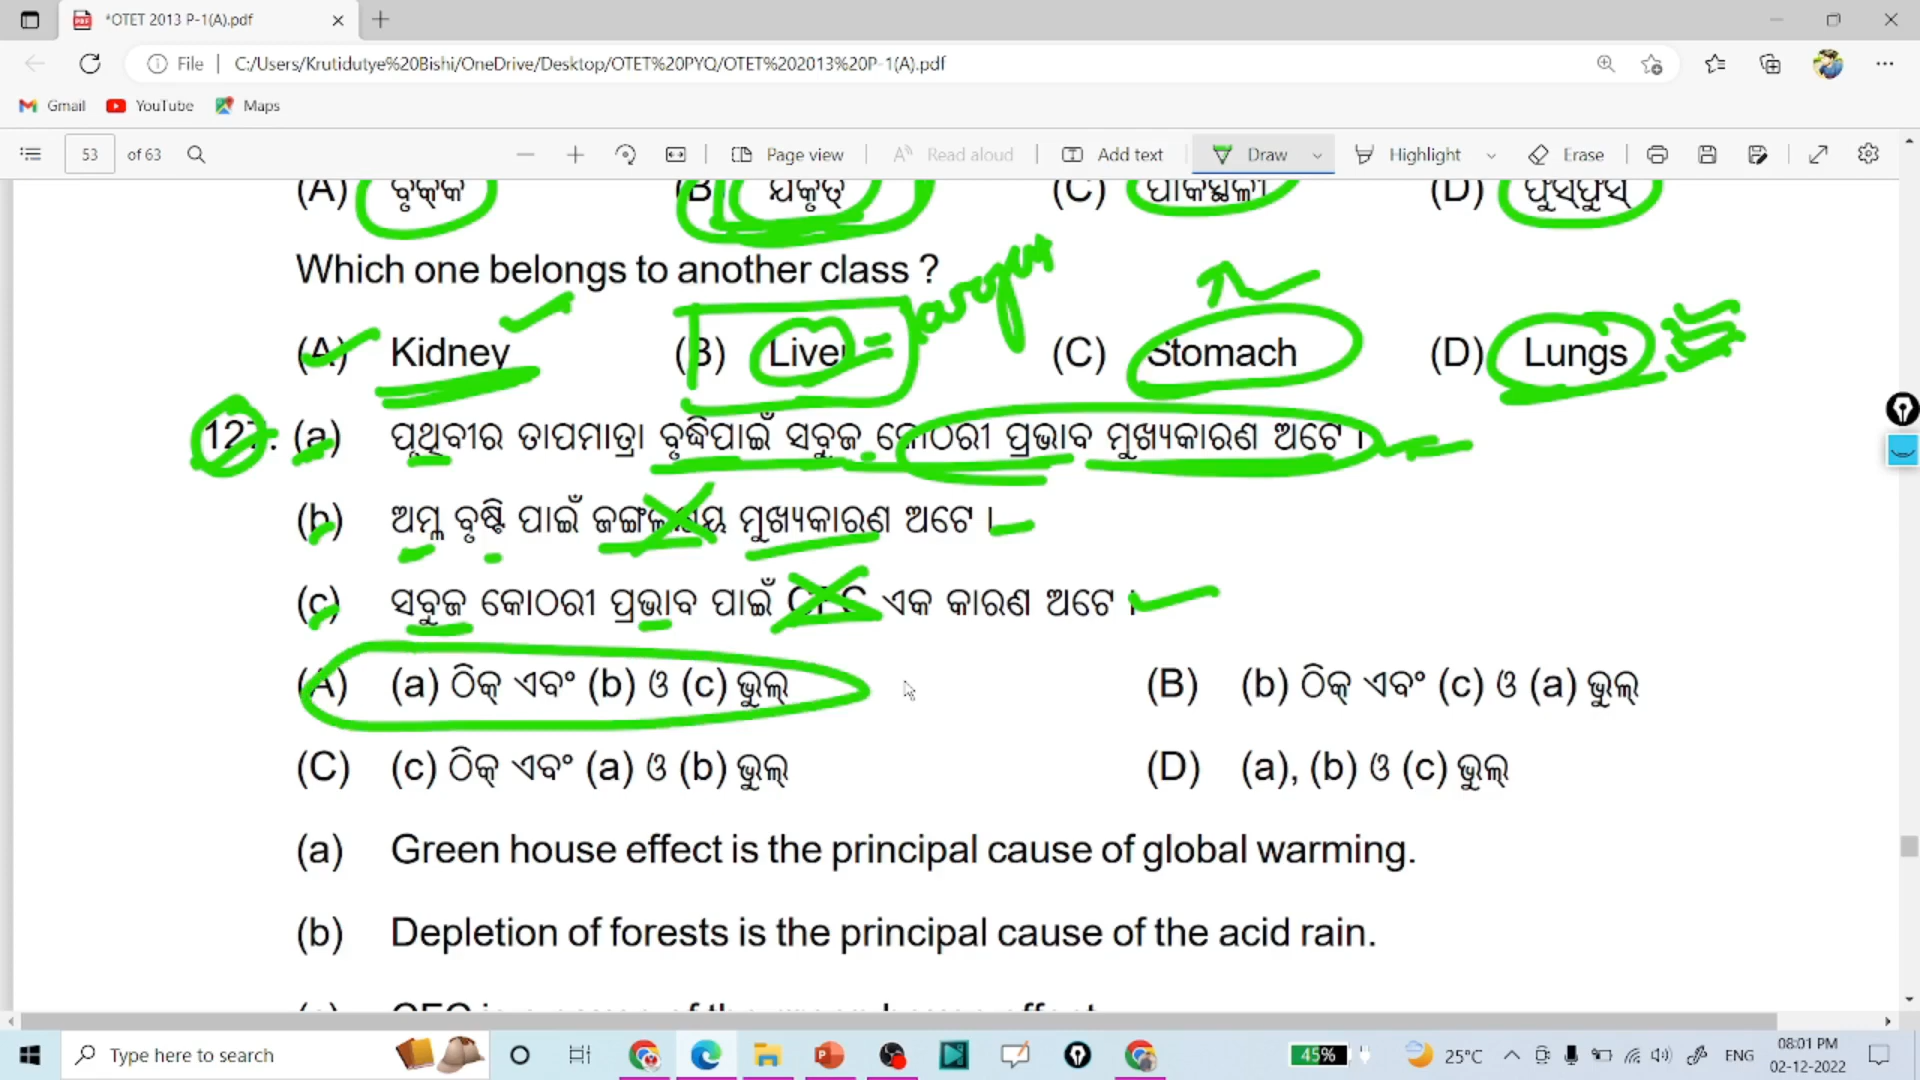 *OTET 2013 P-1(A).pdf
File C:/Users/Krutidutye%20Bishi/OneDrive/Desktop/OTET%20PYQ/OTET%202013%20P-1(A).pdf
Gmail YouTube Maps
53 of 63 Page view Read aloud Add text Draw Highlight Erase
(A) ବୃକ୍‌କ (B) ଯକୃତ୍ (C) ପାକସ୍ଥଳୀ (D) ଫୁସ୍‌ଫୁସ୍
Which one belongs to another class ?
(A) Kidney (B) Liver = largest (C) Stomach (D) Lungs
127. (a) ପୃଥିବୀର ତାପମାତ୍ରା ବୃଦ୍ଧିପାଇଁ ସବୁଜ କୋଠରୀ ପ୍ରଭାବ ମୁଖ୍ୟକାରଣ ଅଟେ ।
(b) ଅମ୍ଳ ବୃଷ୍ଟି ପାଇଁ ଜଙ୍ଗଲକ୍ଷୟ ମୁଖ୍ୟକାରଣ ଅଟେ ।
(c) ସବୁଜ କୋଠରୀ ପ୍ରଭାବ ପାଇଁ CFC ଏକ କାରଣ ଅଟେ ।
(A) (a) ଠିକ୍ ଏବଂ (b) ଓ (c) ଭୁଲ୍ (B) (b) ଠିକ୍ ଏବଂ (c) ଓ (a) ଭୁଲ୍
(C) (c) ଠିକ୍ ଏବଂ (a) ଓ (b) ଭୁଲ୍ (D) (a), (b) ଓ (c) ଭୁଲ୍
(a) Green house effect is the principal cause of global warming.
(b) Depletion of forests is the principal cause of the acid rain.
Type here to search 45% 25°C ENG 08:01 PM
02-12-2022